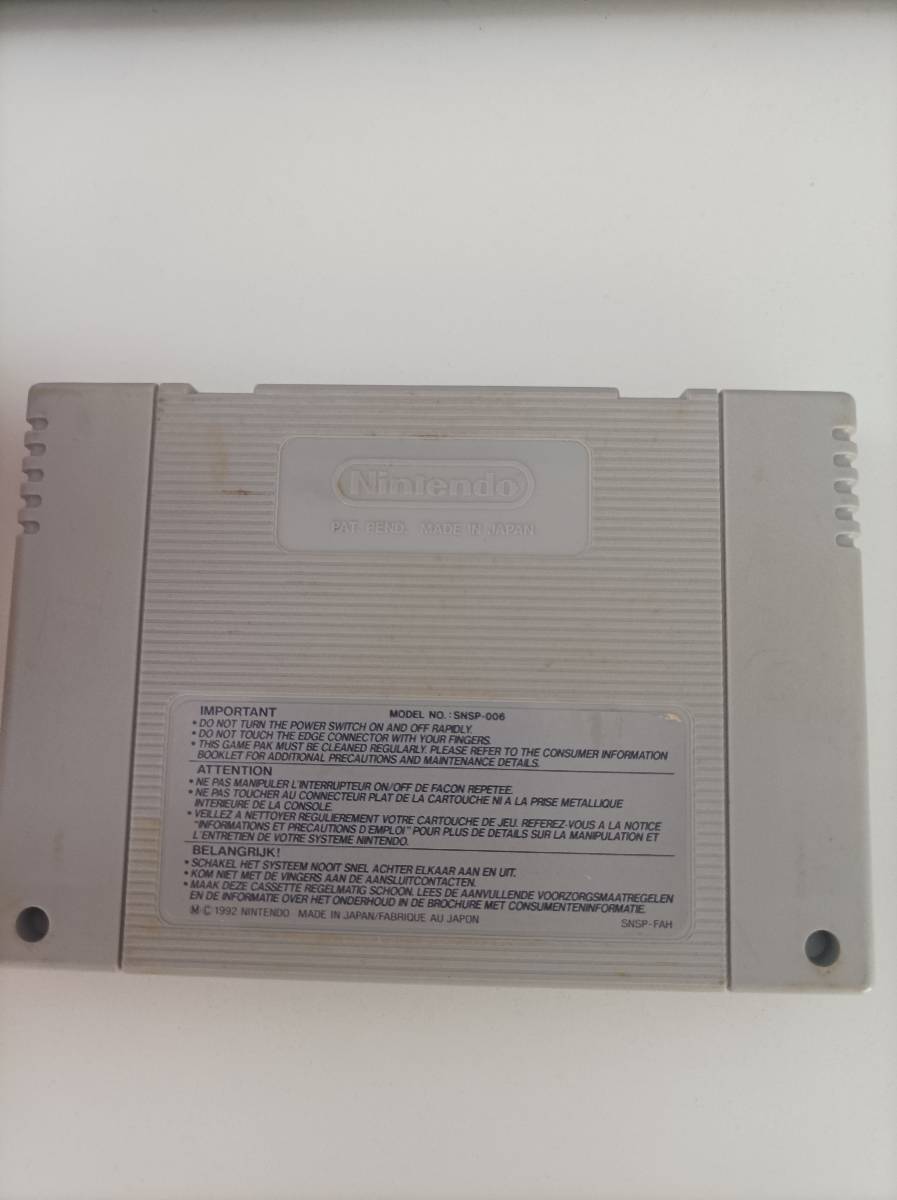 Nintendo
PAT. PEND. MADE IN JAPAN
IMPORTANT MODEL NO.: SNSP-006
• DO NOT TURN THE POWER SWITCH ON AND OFF RAPIDLY.
• DO NOT TOUCH THE EDGE CONNECTOR WITH YOUR FINGERS.
• THIS GAME PAK MUST BE CLEANED REGULARLY. PLEASE REFER TO THE CONSUMER INFORMATION
BOOKLET FOR ADDITIONAL PRECAUTIONS AND MAINTENANCE DETAILS.
ATTENTION
• NE PAS MANIPULER L'INTERRUPTEUR ON/OFF DE FACON REPETEE.
• NE PAS TOUCHER AU CONNECTEUR PLAT DE LA CARTOUCHE NI A LA PRISE METALLIQUE
INTERIEURE DE LA CONSOLE.
• VEILLEZ A NETTOYER REGULIEREMENT VOTRE CARTOUCHE DE JEU. REFEREZ-VOUS A LA NOTICE
"INFORMATIONS ET PRECAUTIONS D'EMPLOI" POUR PLUS DE DETAILS SUR LA MANIPULATION ET
L'ENTRETIEN DE VOTRE SYSTEME NINTENDO.
BELANGRIJK!
• SCHAKEL HET SYSTEEM NOOIT SNEL ACHTER ELKAAR AAN EN UIT.
• KOM NIET MET DE VINGERS AAN DE AANSLUITCONTACTEN.
• MAAK DEZE CASSETTE REGELMATIG SCHOON. LEES DE AANVULLENDE VOORZORGSMAATREGELEN
EN DE INFORMATIE OVER HET ONDERHOUD IN DE BROCHURE MET CONSUMENTENINFORMATIE.
M C 1992 NINTENDO MADE IN JAPAN/FABRIQUE AU JAPON SNSP-FAH